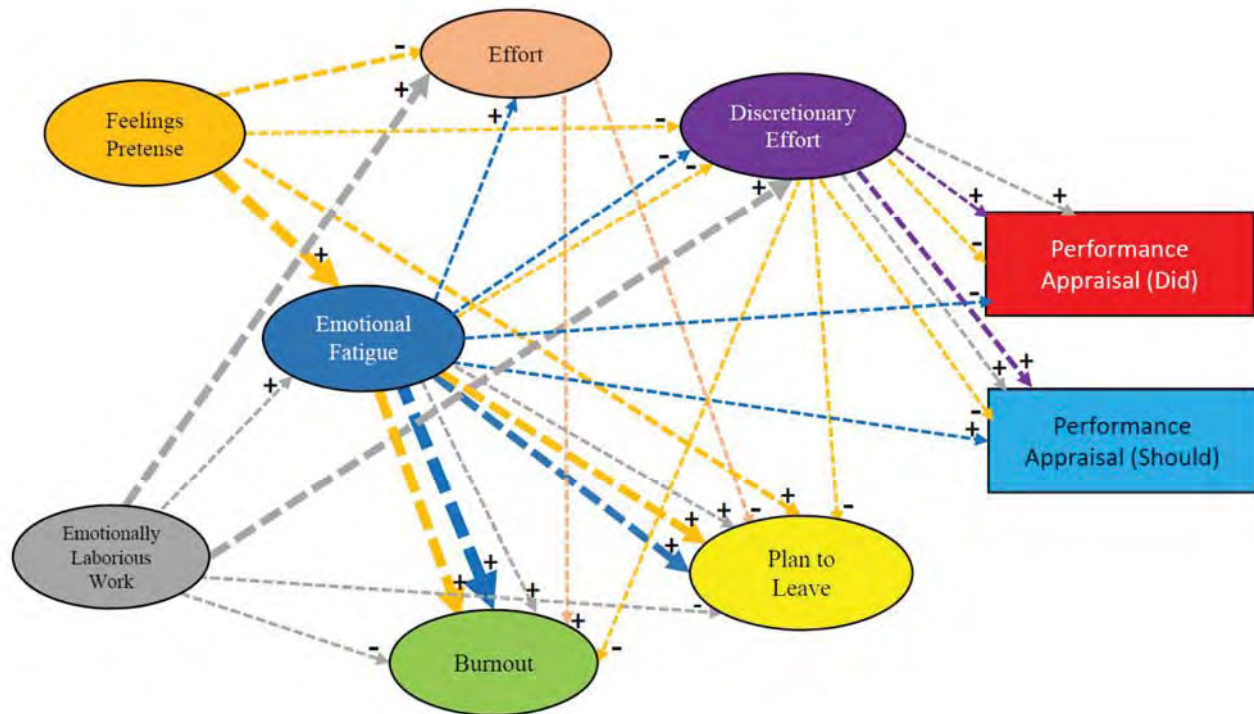 Effort
Feelings
Pretense
Discretionary
Effort
Performance
Appraisal (Did)
Emotional
Fatigue
Performance
Appraisal (Should)
Emotionally
Laborious
Work
Plan to
Leave
Burnout
-
+
-
+
-
-
+
+
+
-
+
-
+
+
-
+
+
+
-
-
+
+
+
+
+
+
-
-
+
-